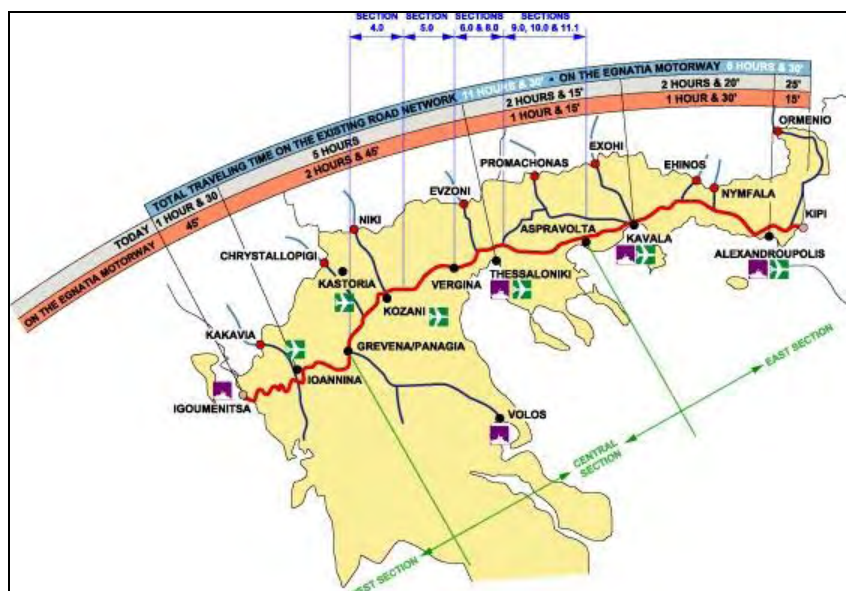 SECTION 4.0
SECTION 5.0
SECTIONS 6.0 & 8.0
SECTIONS 9.0, 10.0 & 11.1
TOTAL TRAVELING TIME ON THE EXISTING ROAD NETWORK 11 HOURS & 30' - ON THE EGNATIA MOTORWAY 6 HOURS & 30'
TODAY 1 HOUR & 30 5 HOURS 2 HOURS & 15' 2 HOURS & 20' 25'
ON THE EGNATIA MOTORWAY 45' 2 HOURS & 45' 1 HOUR & 15' 1 HOUR & 30' 15'
ORMENIO
EXOHI
PROMACHONAS
EHINOS
EVZONI
NYMFALA
NIKI
KIPI
ASPRAVOLTA
KAVALA
CHRYSTALLOPIGI
ALEXANDROUPOLIS
KASTORIA
VERGINA
THESSALONIKI
KOZANI
KAKAVIA
GREVENA/PANAGIA
IOANNINA
IGOUMENITSA
VOLOS
EAST SECTION
CENTRAL
SECTION
EST SECTION